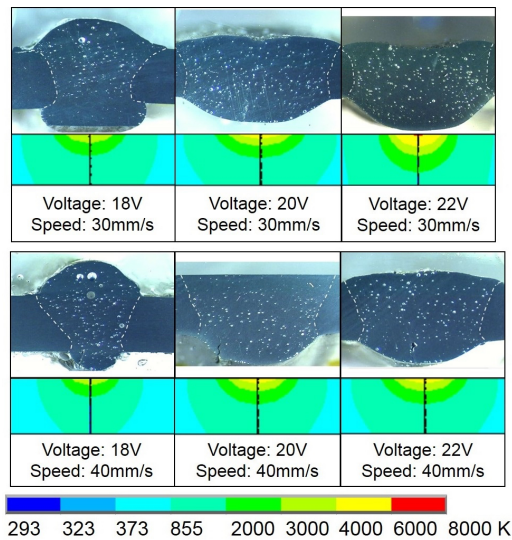 Voltage: 18V
Speed: 30mm/s
Voltage: 20V
Speed: 30mm/s
Voltage: 22V
Speed: 30mm/s
Voltage: 18V
Speed: 40mm/s
Voltage: 20V
Speed: 40mm/s
Voltage: 22V
Speed: 40mm/s
293 323 373 855 2000 3000 4000 6000 8000 K